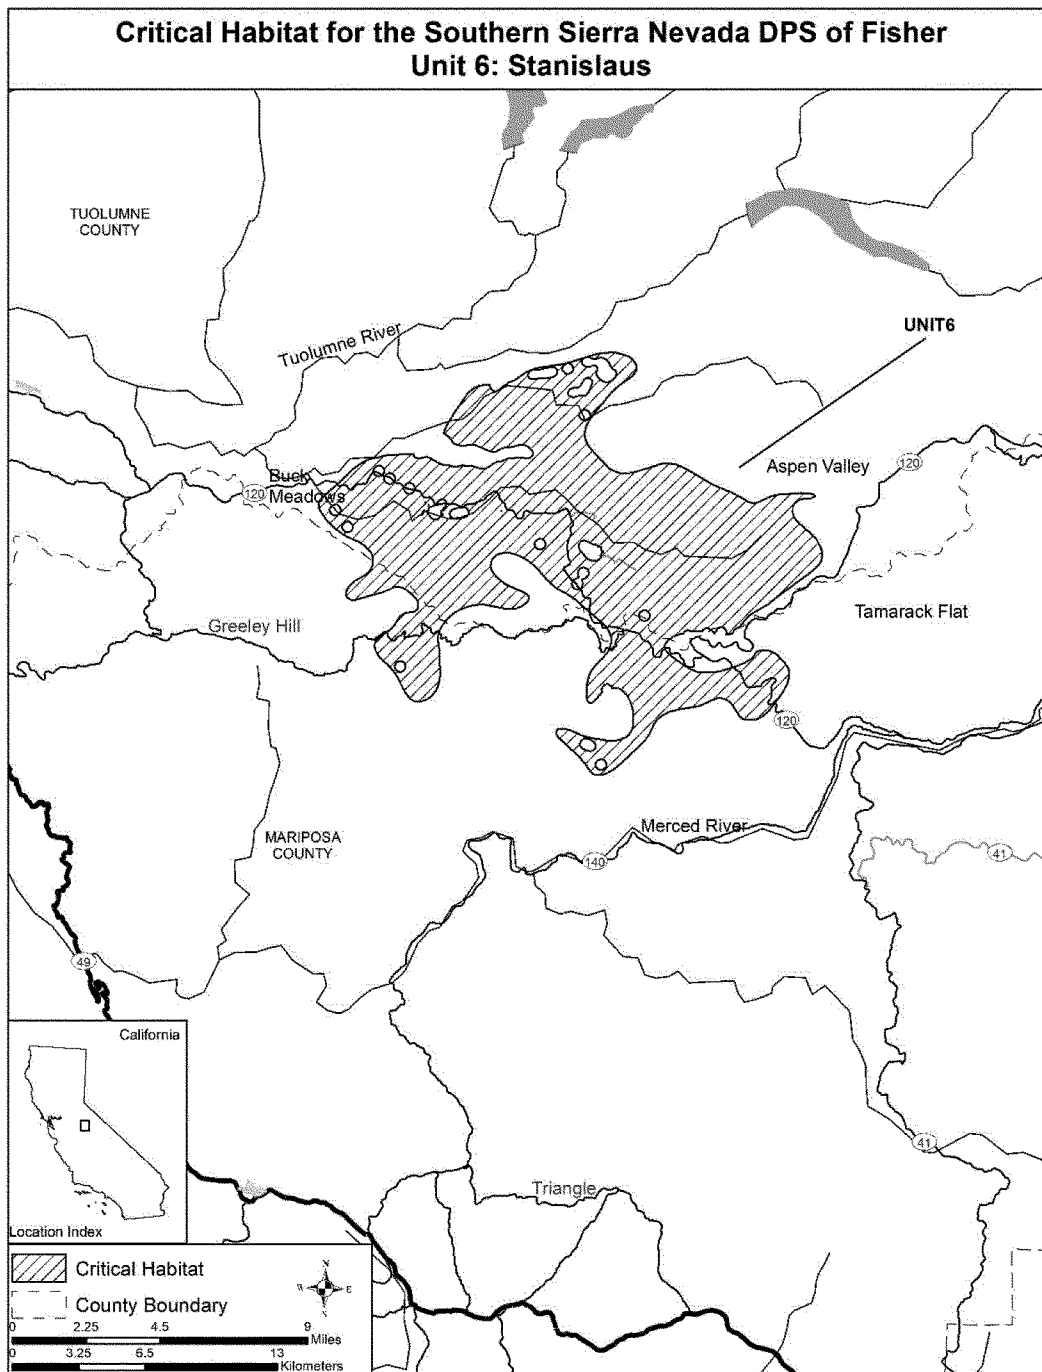 Critical Habitat for the Southern Sierra Nevada DPS of Fisher
Unit 6: Stanislaus
TUOLUMNE
COUNTY
Tuolumne River
UNIT6
Aspen Valley
120
Buck
Meadows
120
Greeley Hill
Tamarack Flat
120
MARIPOSA
COUNTY
Merced River
140
41
49
California
Location Index
41
Triangle
Critical Habitat
County Boundary
N
W
E
S
0 2.25 4.5 9
Miles
0 3.25 6.5 13
Kilometers